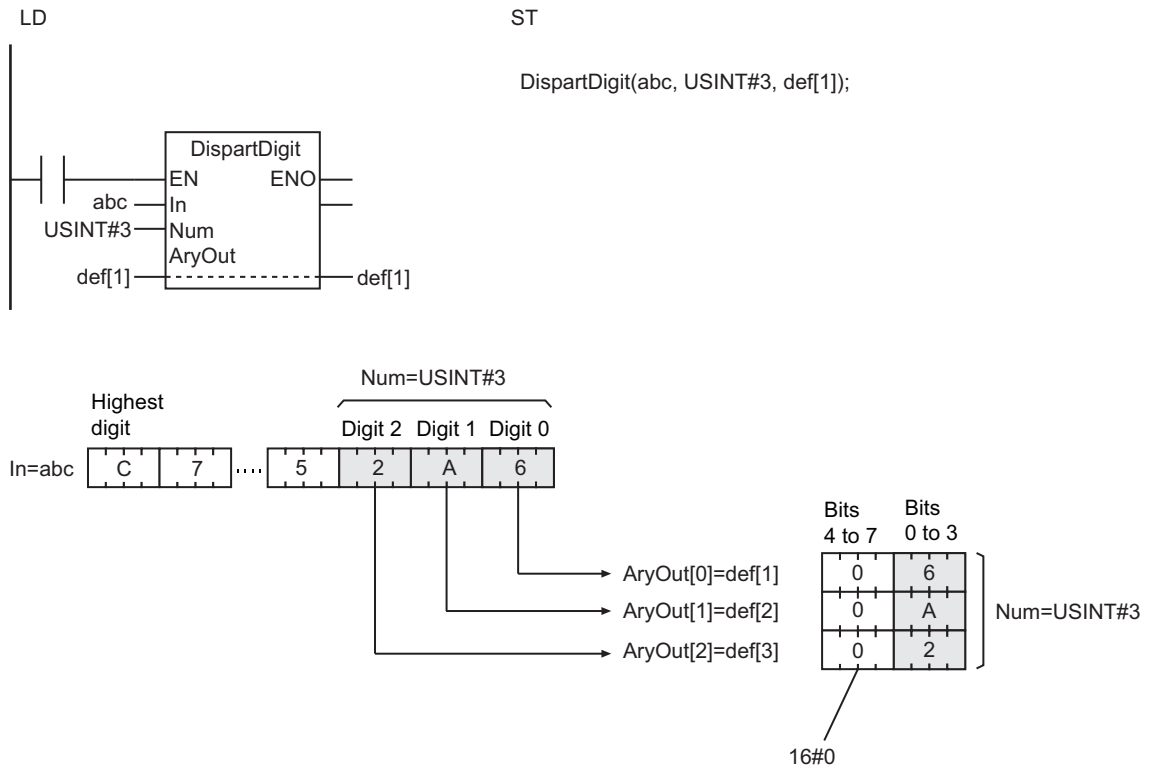 LD
ST
DispartDigit(abc, USINT#3, def[1]);
DispartDigit
EN
ENO
abc
In
USINT#3
Num
AryOut
def[1]
def[1]
Num=USINT#3
Highest
digit
Digit 2 Digit 1 Digit 0
In=abc C 7 5 2 A 6
Bits
4 to 7
Bits
0 to 3
AryOut[0]=def[1] 0 6
AryOut[1]=def[2] 0 A
Num=USINT#3
AryOut[2]=def[3] 0 2
16#0